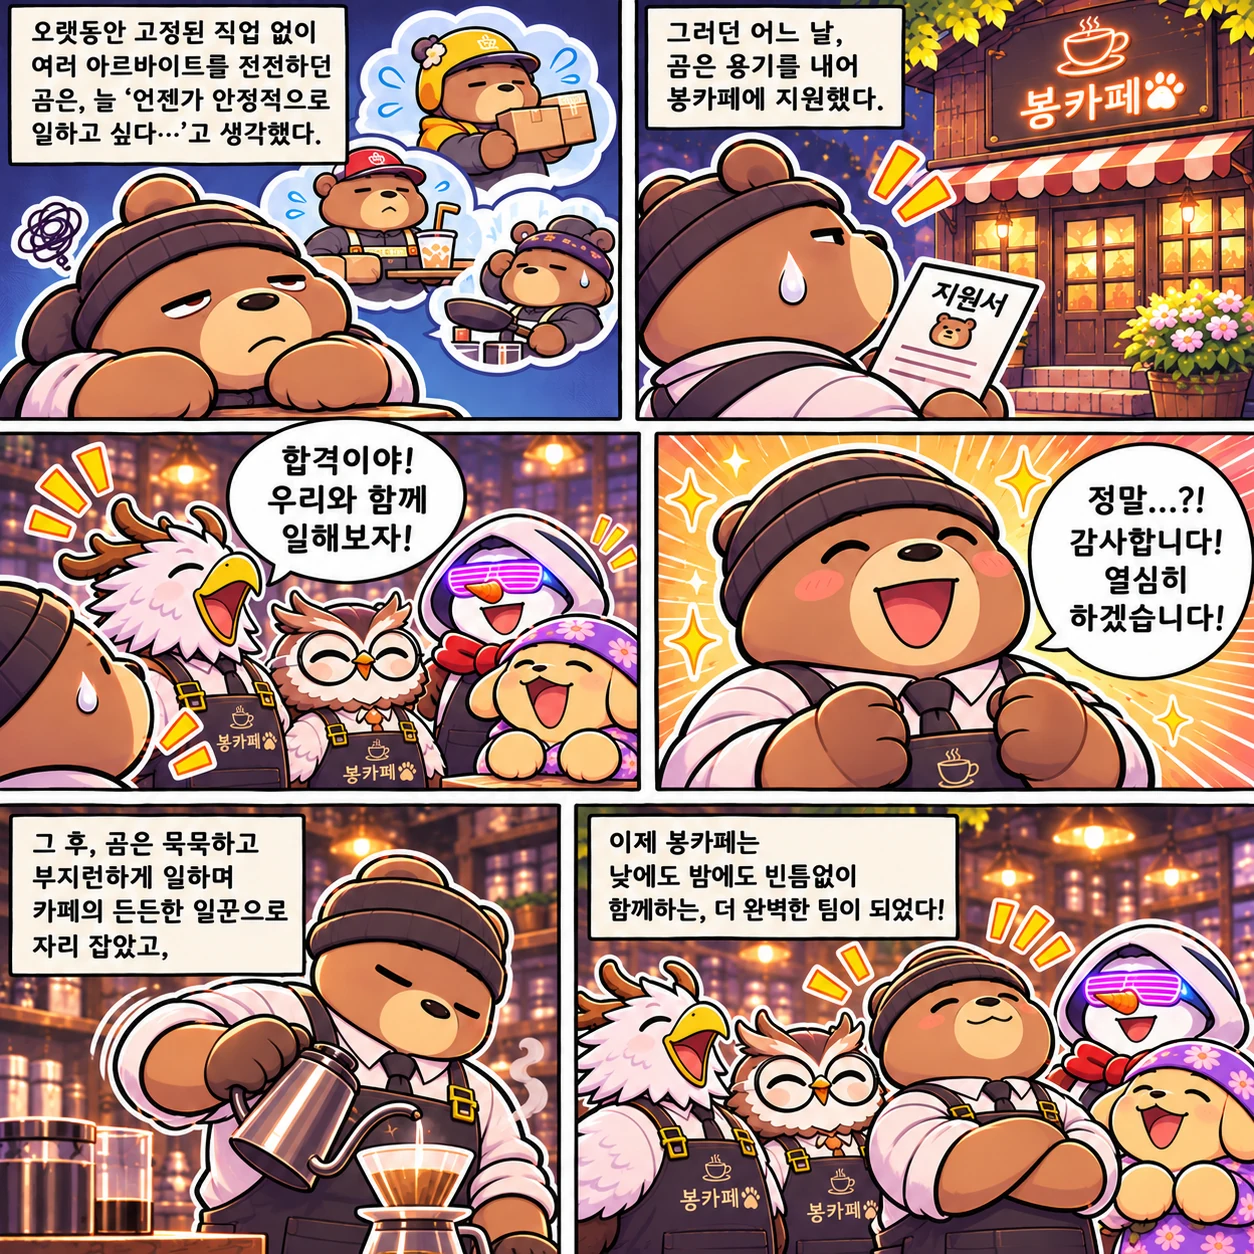 오랫동안 고정된 직업 없이
여러 아르바이트를 전전하던
곰은, 늘 ‘언젠가 안정적으로
일하고 싶다…’고 생각했다.
그러던 어느 날,
곰은 용기를 내어
봉카페에 지원했다.
봉카페
지원서
합격이야!
우리와 함께
일해보자!
봉카페
봉카페
정말...?!
감사합니다!
열심히
하겠습니다!
그 후, 곰은 묵묵하고
부지런하게 일하며
카페의 든든한 일꾼으로
자리 잡았고,
이제 봉카페는
낮에도 밤에도 빈틈없이
함께하는, 더 완벽한 팀이 되었다!
봉카페
봉카페